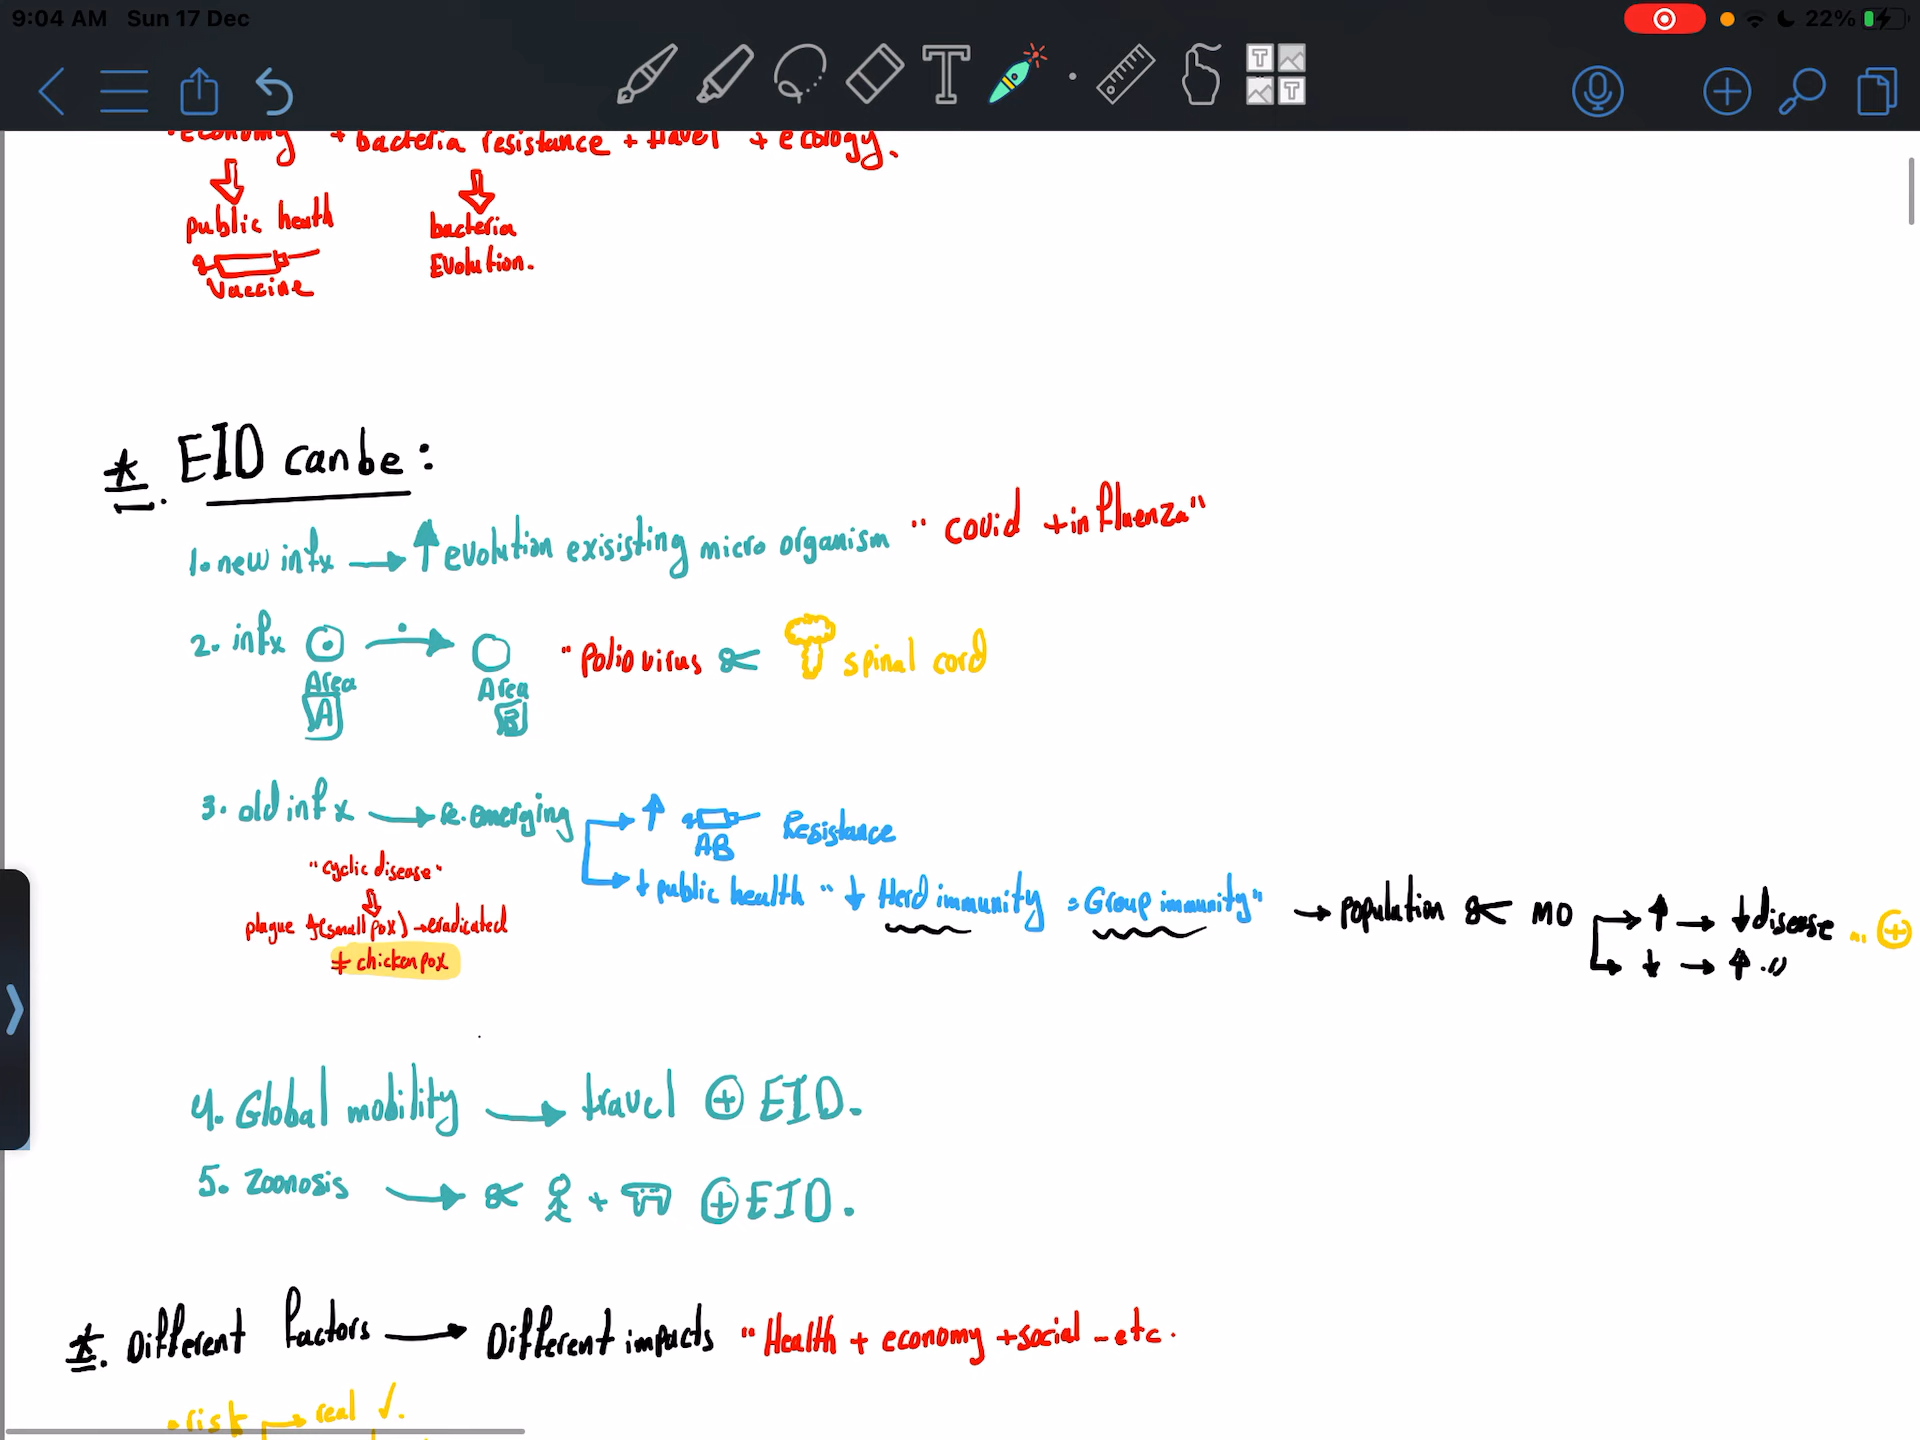 9:04 AM Sun 17 Dec
22%
• economy + bacteria resistance + travel + ecology.
public heath
Vaccine
bacteria
Evolution.
* EID can be:
1. new infx → ↑ evolution exisisting micro organism " covid + influenza"
2. infx → "Polio virus spinal cord
Area A
Area B
3. old infx → re. emerging
↑ AB Resistance
↓ public health " ↓ Herd immunity = Group immunity" → population MO → ↑ → ↓ disease
↓ → ↑ .
"cyclic disease"
plague (small pox) → eradicated
≠ chicken pox
4. Global mobility → travel ⊕ EID.
5. Zoonosis → + ⊕ EID.
* Different factors → Different impacts "Health + economy + social - etc.
• risk → real ✓.